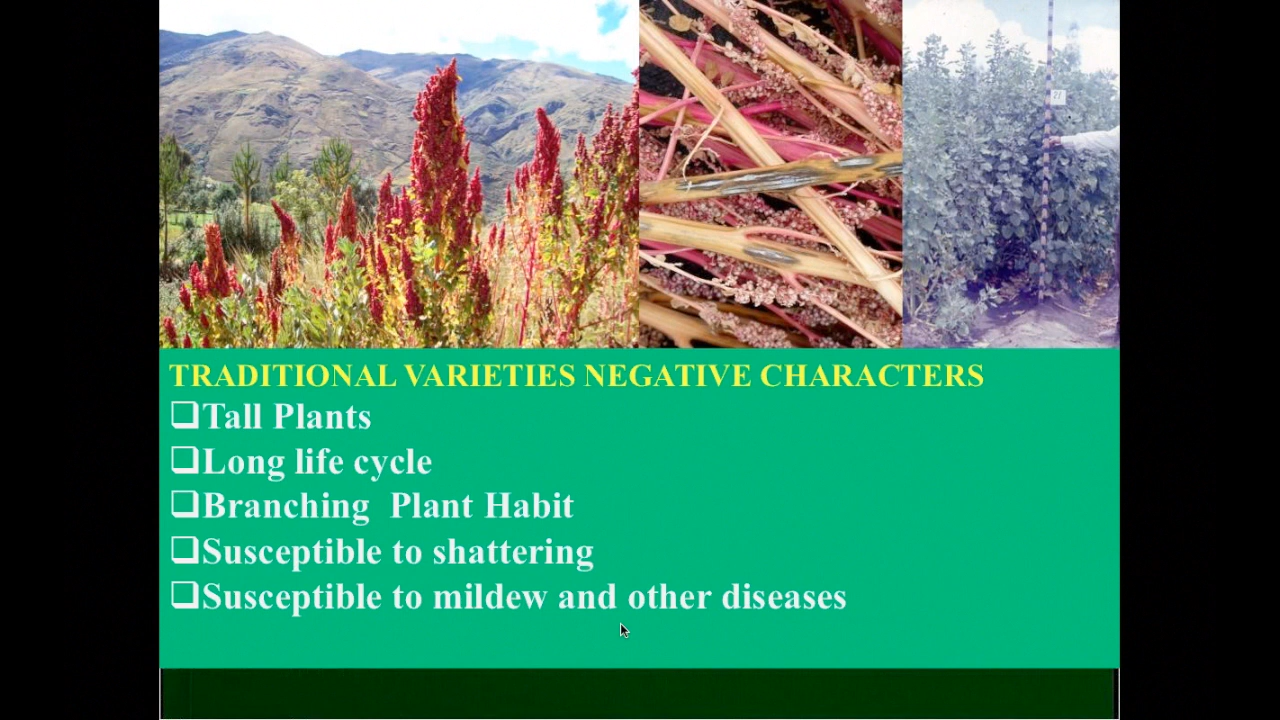 27
TRADITIONAL VARIETIES NEGATIVE CHARACTERS
❑Tall Plants
❑Long life cycle
❑Branching Plant Habit
❑Susceptible to shattering
❑Susceptible to mildew and other diseases